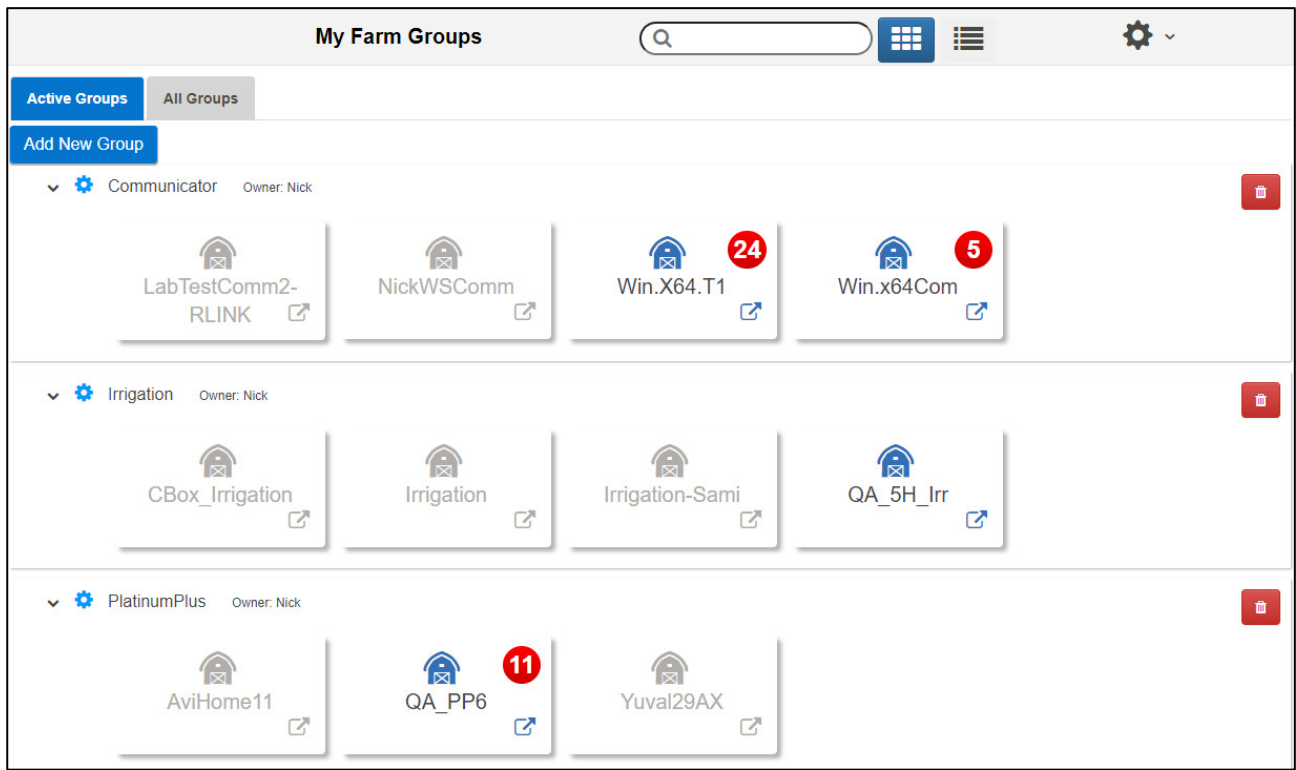 My Farm Groups
Active Groups All Groups
Add New Group
Communicator Owner: Nick
24 5
LabTestComm2- NickWSComm Win.X64.T1 Win.x64Com
RLINK
Irrigation Owner: Nick
CBox_Irrigation Irrigation Irrigation-Sami QA_5H_Irr
PlatinumPlus Owner: Nick
11
AviHome11 QA_PP6 Yuval29AX